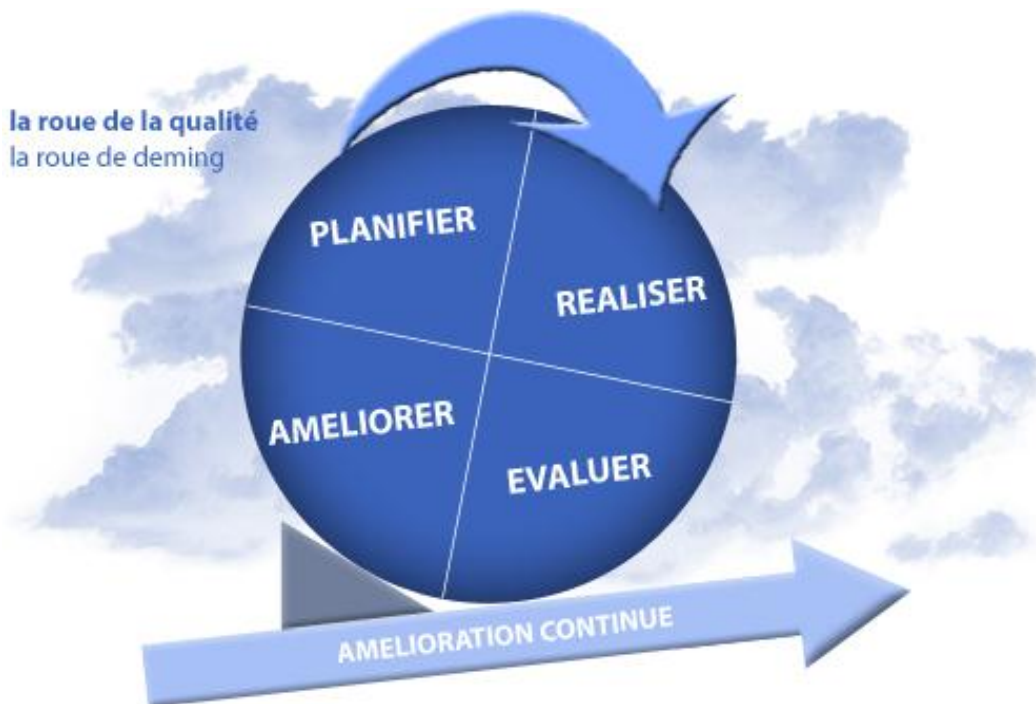 la roue de la qualité
la roue de deming
PLANIFIER
REALISER
AMELIORER
EVALUER
AMELIORATION CONTINUE